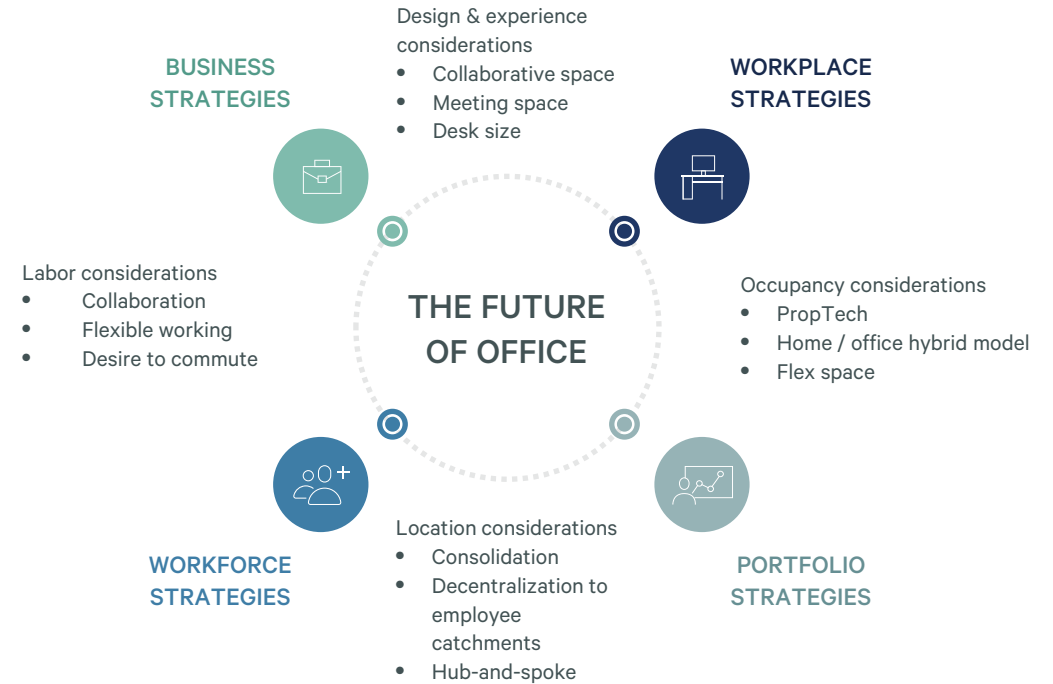 Design & experience
considerations
• Collaborative space
• Meeting space
• Desk size
BUSINESS
STRATEGIES
WORKPLACE
STRATEGIES
Labor considerations
• Collaboration
• Flexible working
• Desire to commute
THE FUTURE
OF OFFICE
Occupancy considerations
• PropTech
• Home / office hybrid model
• Flex space
WORKFORCE
STRATEGIES
Location considerations
• Consolidation
• Decentralization to
employee
catchments
• Hub-and-spoke
PORTFOLIO
STRATEGIES